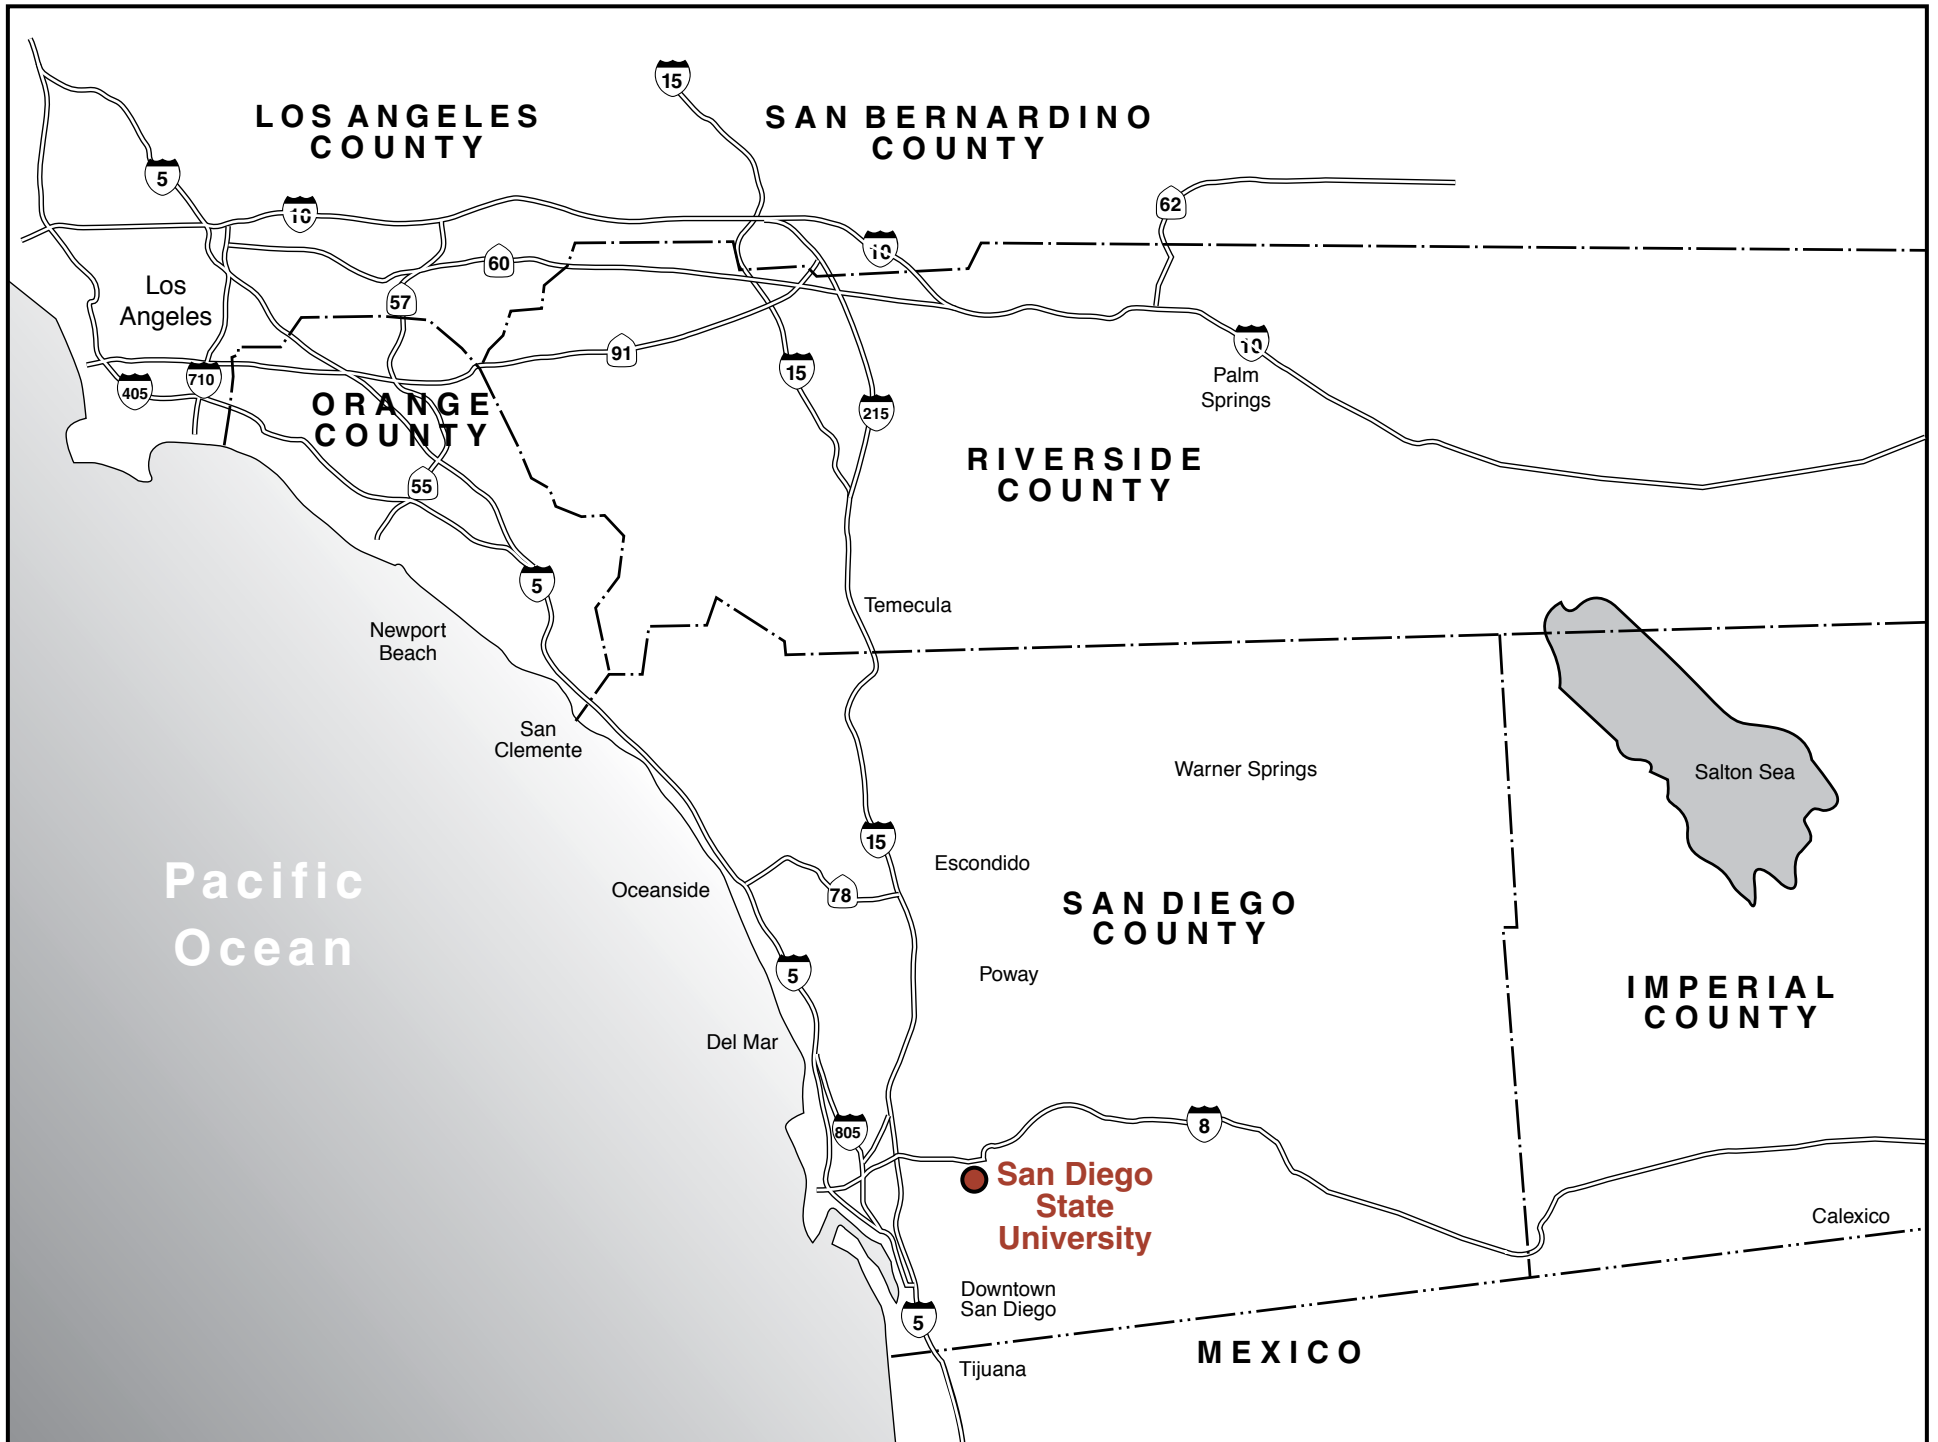 15
LOS ANGELES
COUNTY
SAN BERNARDINO
COUNTY
5
10
62
60
10
57
Los
Angeles
91
10
15
710
405
Palm
Springs
215
ORANGE
COUNTY
RIVERSIDE
COUNTY
55
5
Temecula
Newport
Beach
San
Clemente
Warner Springs
Salton Sea
15
Escondido
Oceanside
78
Pacific
Ocean
SAN DIEGO
COUNTY
5
Poway
IMPERIAL
COUNTY
Del Mar
805
8
San Diego
State
University
Calexico
Downtown
San Diego
5
MEXICO
Tijuana